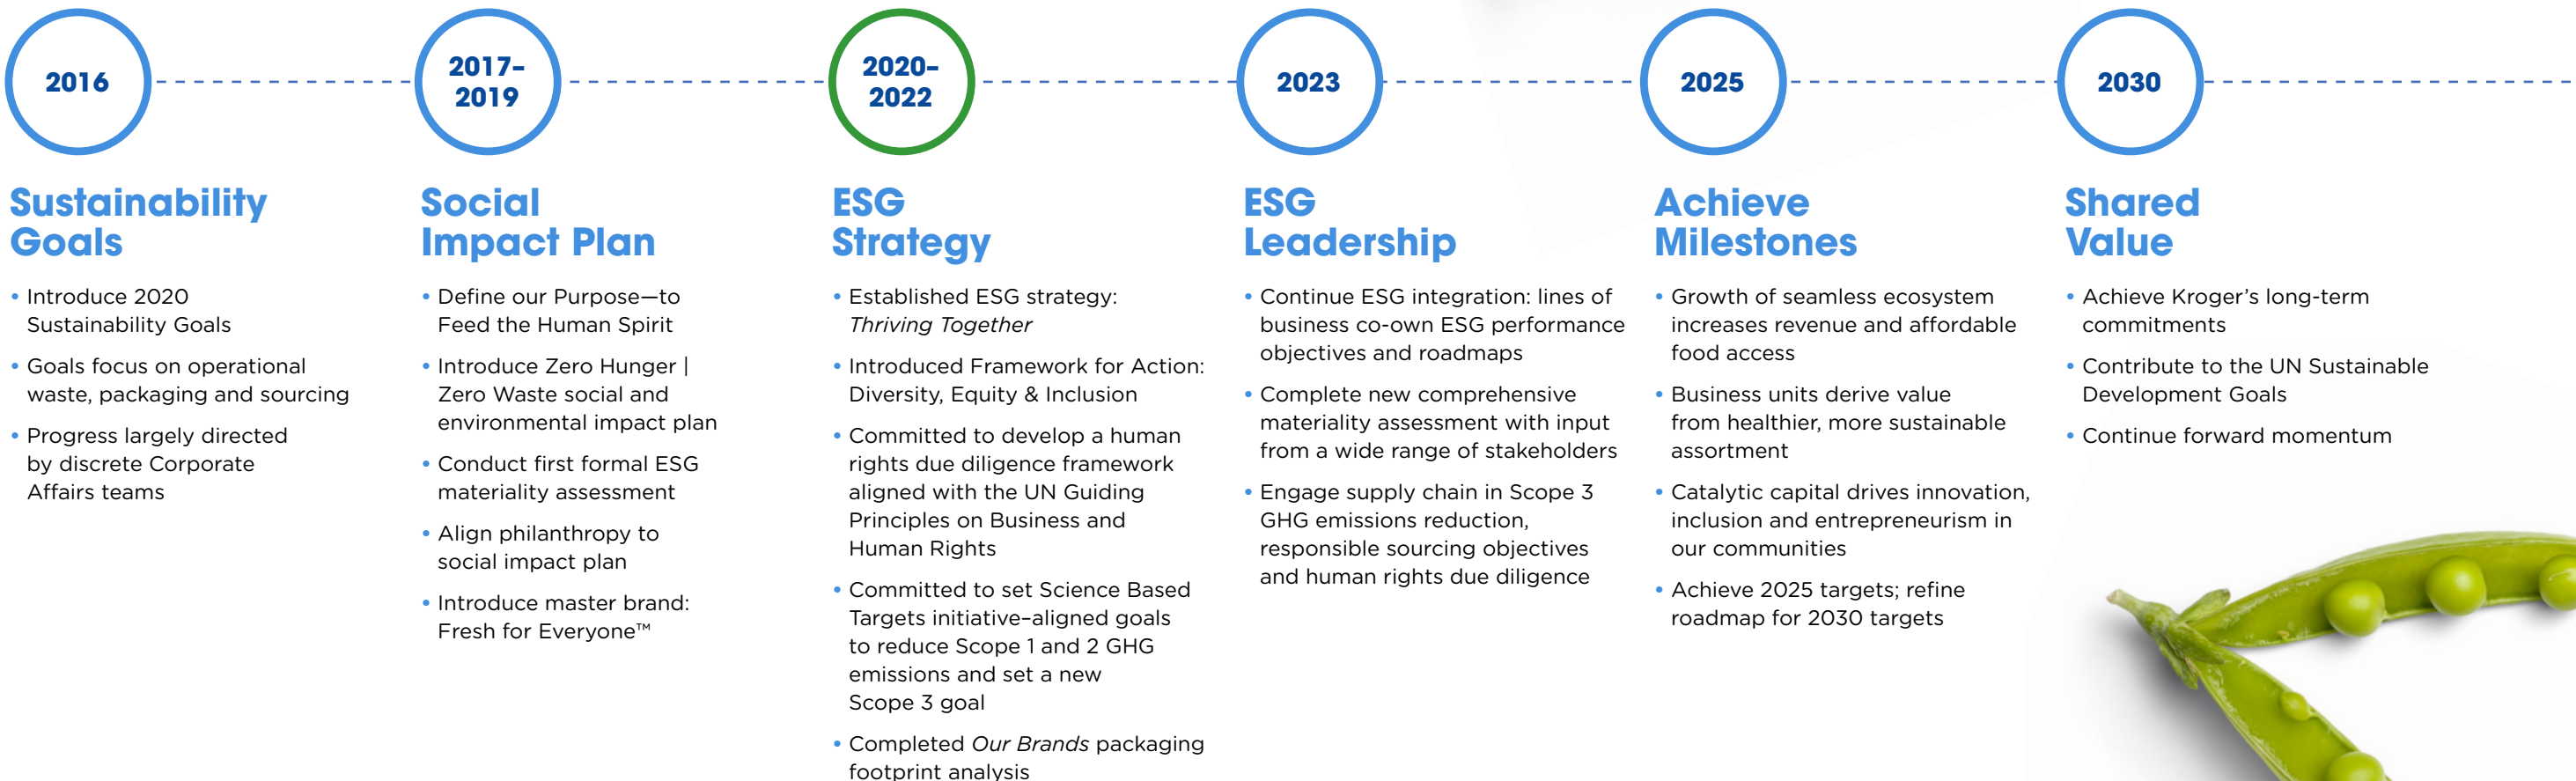 2016
2017–
2019
2020–
2022
2023
2025
2030
Sustainability
Goals
• Introduce 2020
Sustainability Goals
• Goals focus on operational
waste, packaging and sourcing
• Progress largely directed
by discrete Corporate
Affairs teams
Social
Impact Plan
• Define our Purpose—to
Feed the Human Spirit
• Introduce Zero Hunger |
Zero Waste social and
environmental impact plan
• Conduct first formal ESG
materiality assessment
• Align philanthropy to
social impact plan
• Introduce master brand:
Fresh for Everyone™
ESG
Strategy
• Established ESG strategy:
Thriving Together
• Introduced Framework for Action:
Diversity, Equity & Inclusion
• Committed to develop a human
rights due diligence framework
aligned with the UN Guiding
Principles on Business and
Human Rights
• Committed to set Science Based
Targets initiative–aligned goals
to reduce Scope 1 and 2 GHG
emissions and set a new
Scope 3 goal
• Completed Our Brands packaging
footprint analysis
ESG
Leadership
• Continue ESG integration: lines of
business co-own ESG performance
objectives and roadmaps
• Complete new comprehensive
materiality assessment with input
from a wide range of stakeholders
• Engage supply chain in Scope 3
GHG emissions reduction,
responsible sourcing objectives
and human rights due diligence
Achieve
Milestones
• Growth of seamless ecosystem
increases revenue and affordable
food access
• Business units derive value
from healthier, more sustainable
assortment
• Catalytic capital drives innovation,
inclusion and entrepreneurism in
our communities
• Achieve 2025 targets; refine
roadmap for 2030 targets
Shared
Value
• Achieve Kroger’s long-term
commitments
• Contribute to the UN Sustainable
Development Goals
• Continue forward momentum